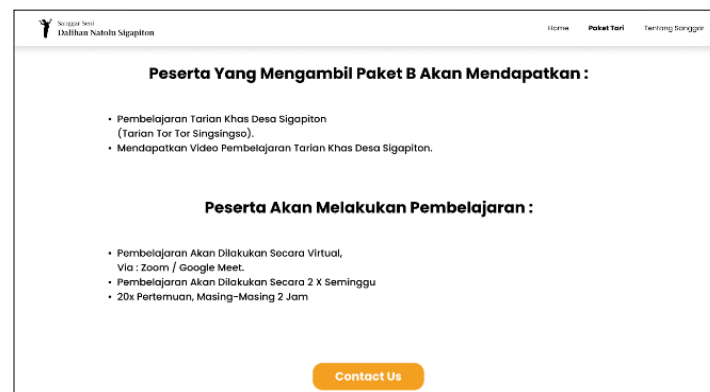 Sanggar Seni
Dalihan Natolu Sigapiton
Home Paket Tari Tentang Sanggar
Peserta Yang Mengambil Paket B Akan Mendapatkan :
• Pembelajaran Tarian Khas Desa Sigapiton
(Tarian Tor Tor Singsingso).
• Mendapatkan Video Pembelajaran Tarian Khas Desa Sigapiton.
Peserta Akan Melakukan Pembelajaran :
• Pembelajaran Akan Dilakukan Secara Virtual,
Via : Zoom / Google Meet.
• Pembelajaran Akan Dilakukan Secara 2 X Seminggu
• 20x Pertemuan, Masing-Masing 2 Jam
Contact Us